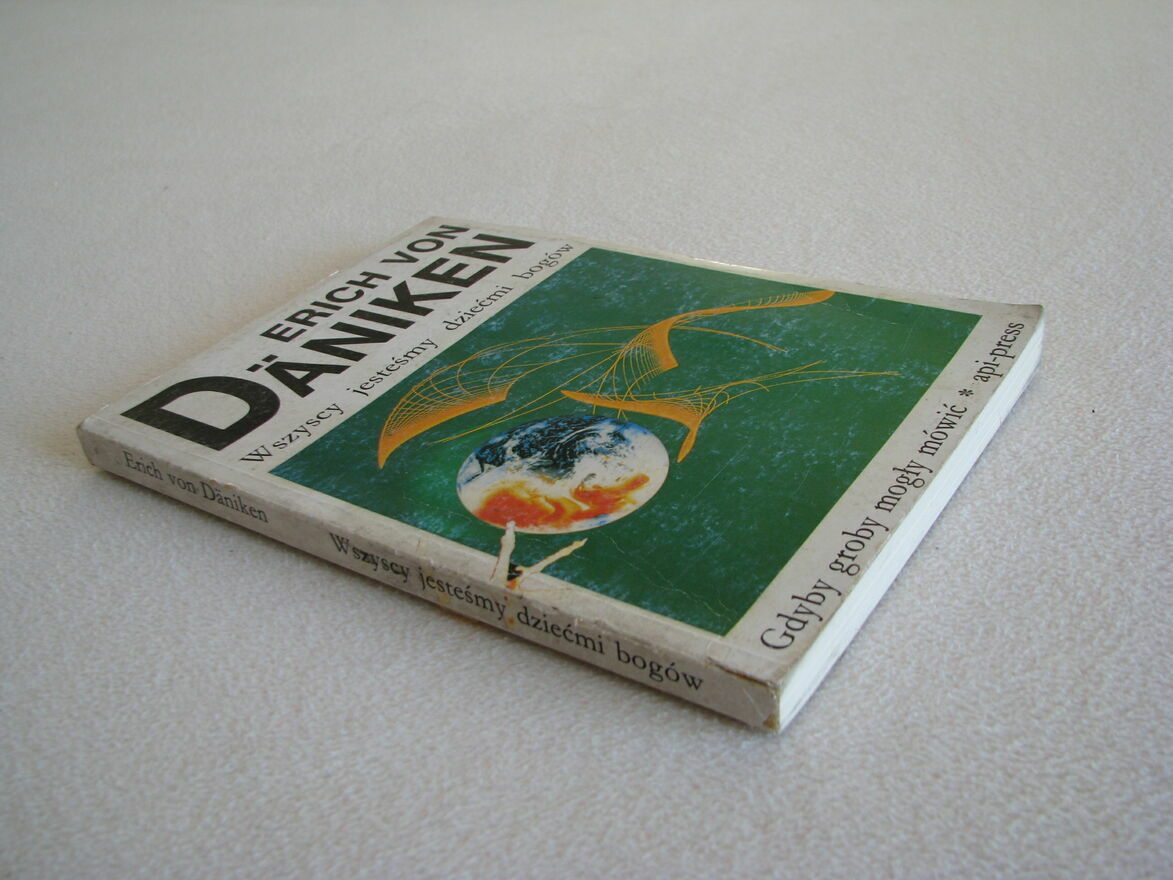 ERICH VON
DÄNIKEN
Wszyscy jesteśmy dziećmi bogów
Gdyby groby mogły mówić * api-press
Erich von Däniken Wszyscy jesteśmy dziećmi bogów